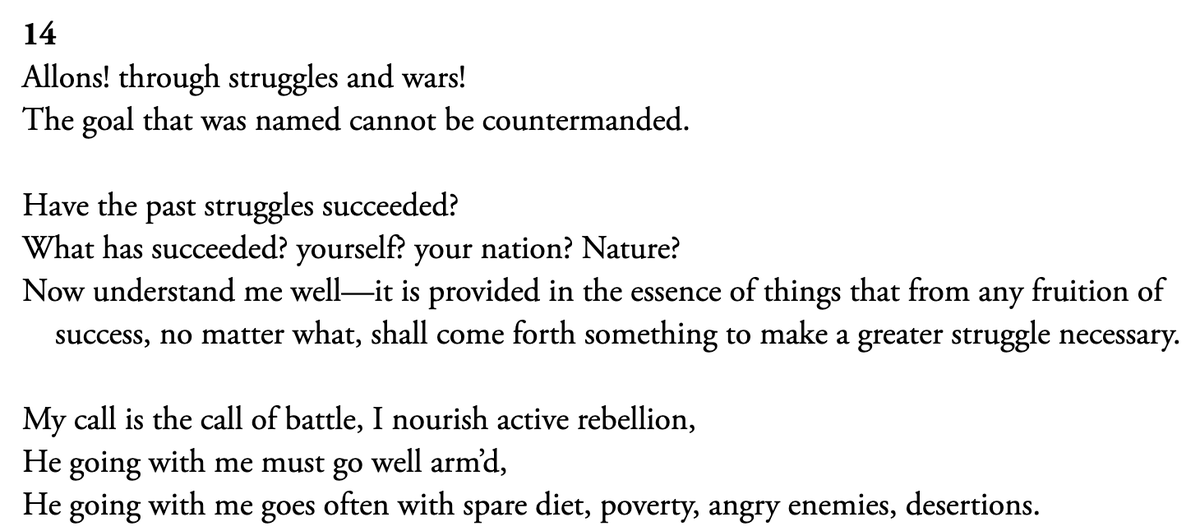 14
Allons! through struggles and wars!
The goal that was named cannot be countermanded.
Have the past struggles succeeded?
What has succeeded? yourself? your nation? Nature?
Now understand me well—it is provided in the essence of things that from any fruition of
success, no matter what, shall come forth something to make a greater struggle necessary.
My call is the call of battle, I nourish active rebellion,
He going with me must go well arm’d,
He going with me goes often with spare diet, poverty, angry enemies, desertions.